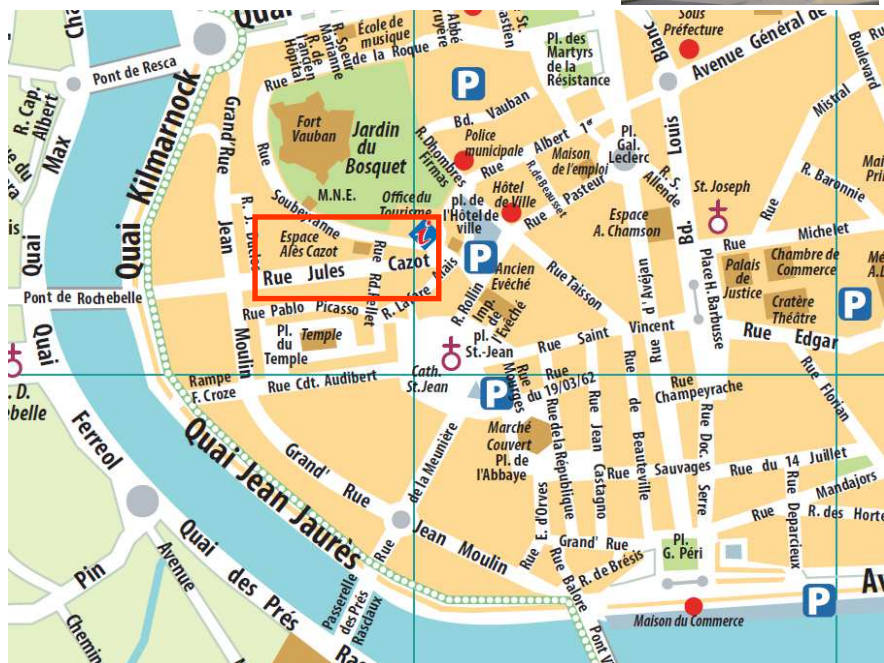 Quai
Pont de Resca
R. Cap.
Albert
Max
Quai
Quai Kilmarnock
Grand'Rue
Jean
Moulin
R. de
l'ancien
Hôpital
R. Soeur
Marianne
École de
musique
Rue de la Roque
Abbé
Pl. des
Martyrs
de la
Résistance
Blanc
Sous
Préfecture
Avenue Général de
Boulevard
Mistral
P
Bd. Vauban
Fort
Vauban
Jardin
du
Bosquet
R. Dhombres
Firmas
Police
municipale
Rue Albert 1er
Maison
de l'emploi
Pl.
Gal.
Leclerc
Louis
Bd.
R. S.
Allende
St. Joseph
R. Baronnie
Rue
Rue
Soubeyranne
M.N.E.
Office du
Tourisme
i
pl. de
l'Hôtel de
ville
Hôtel
de Ville
R. de Beausset
Rue Pasteur
Espace
A. Chamson
Rue Michelet
Palais
de
Justice
Chambre de
Commerce
Cratère
Théâtre
P
Espace
Alès Cazot
Rue Jules Cazot
P
Ancien
Evêché
Rue Taisson
Rue d'Avéjan
Place H. Barbusse
Rue Edgar
Pont de Rochebelle
Quai
Rue Pablo Picasso
R. Lafare Alais
R. Rollin
Imp.
de
l'Evêché
pl. de
St.-Jean
Pl.
du
Temple
Temple
Rue Saint Vincent
Rampe
F. Croze
Rue Cdt. Audibert
Cath.
St.Jean
P
Rue
Mourgues
Rue
du 19/03/62
Rue
Champeyrache
Rue Florian
Ferreol
Quai Jean Jaurès
Grand'
Rue
Jean Moulin
Rue de la Meunière
Marché
Couvert
Pl. de
l'Abbaye
Rue de la République
Rue Jean Castagno
Rue de Beauteville
Rue Sauvages
Rue Doc. Serre
Rue du 14 Juillet
Mandajors
Rue
R. des Horte
Rue Deparcieux
Rue E. d'Orves
Grand' Rue
R. de Brésis
Rue Balore
Pl.
G. Péri
Pin
Avenue
Chemin
Quai des Prés
Passerelle
des Prés
Rasclaux
Pont V
Maison du Commerce
P
Av